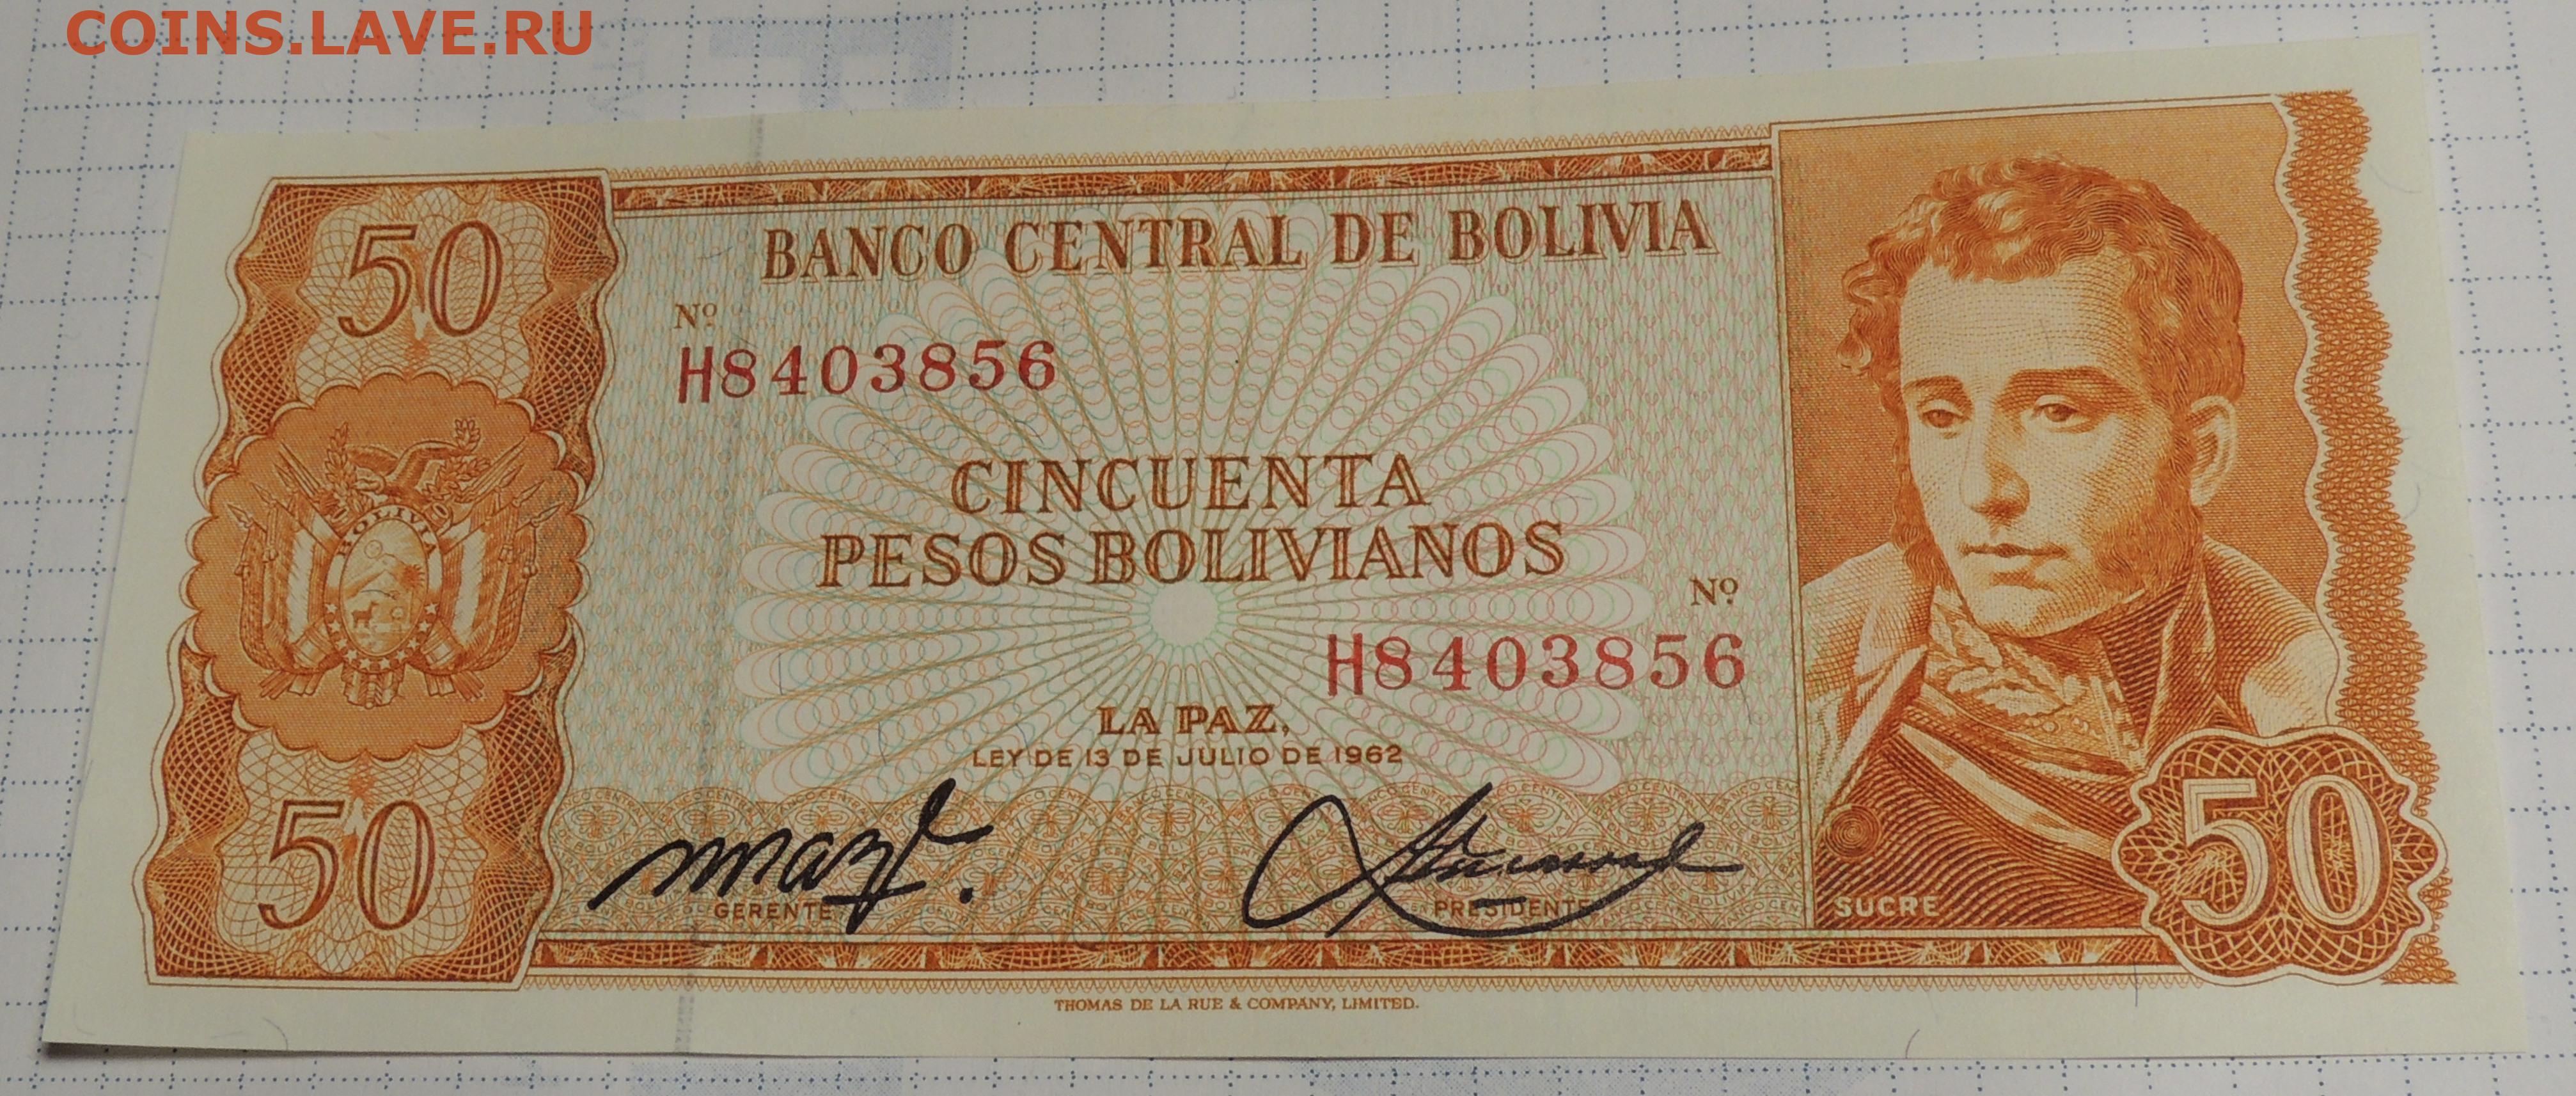 COINS.LAVE.RU
50
BANCO CENTRAL DE BOLIVIA
Nº
H8403856
BOLIVIA
CINCUENTA
PESOS BOLIVIANOS
Nº
H8403856
LA PAZ,
LEY DE 13 DE JULIO DE 1962
50
GERENTE
PRESIDENTE
SUCRE
50
THOMAS DE LA RUE & COMPANY, LIMITED.